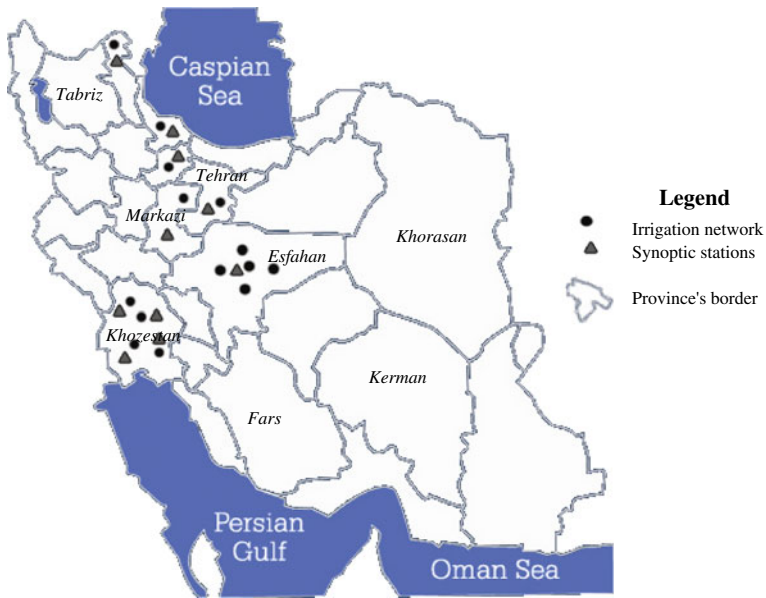 Caspian
Sea
Tabriz
Tehran
Markazi
Esfahan
Khorasan
Khozestan
Kerman
Fars
Persian
Gulf
Oman Sea
Legend
Irrigation network
Synoptic stations
Province's border